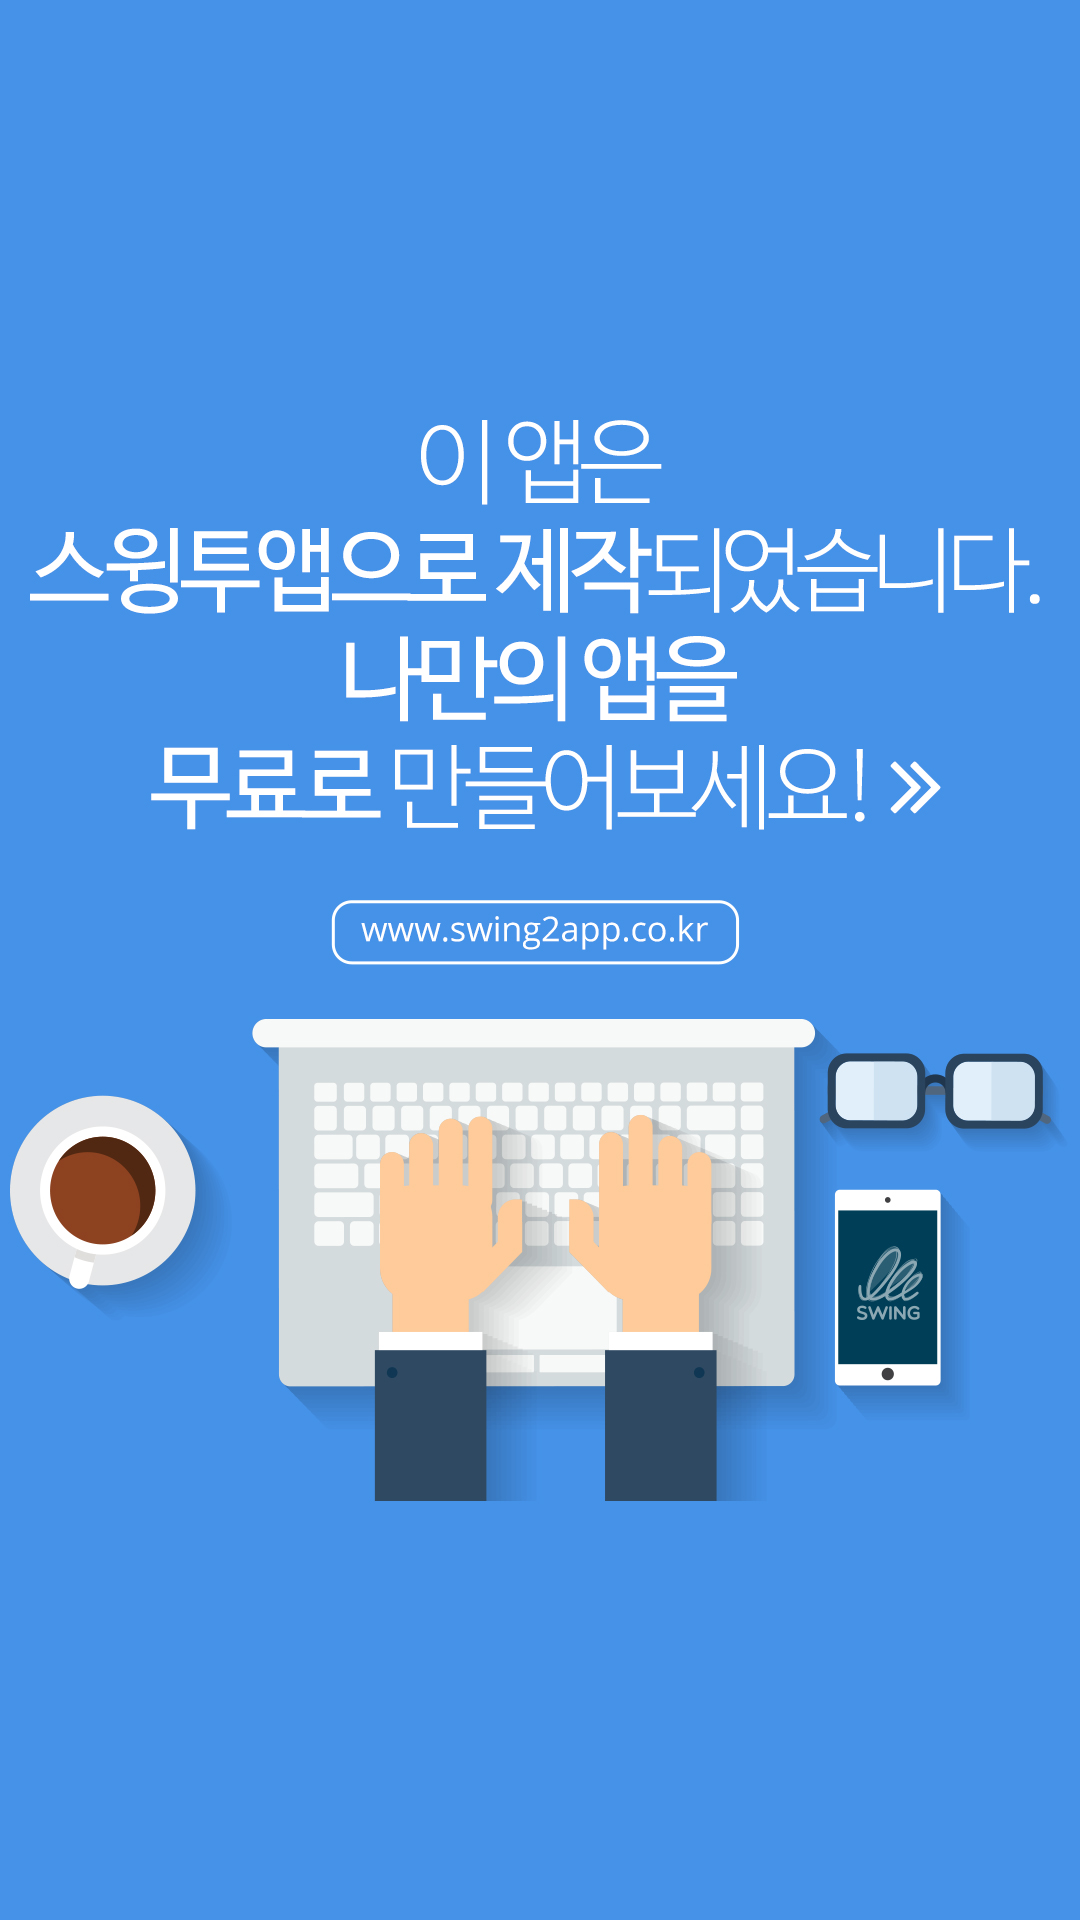 이 앱은
스윙투앱으로 제작되었습니다.
나만의 앱을
무료로 만들어보세요! »
www.swing2app.co.kr
SWING